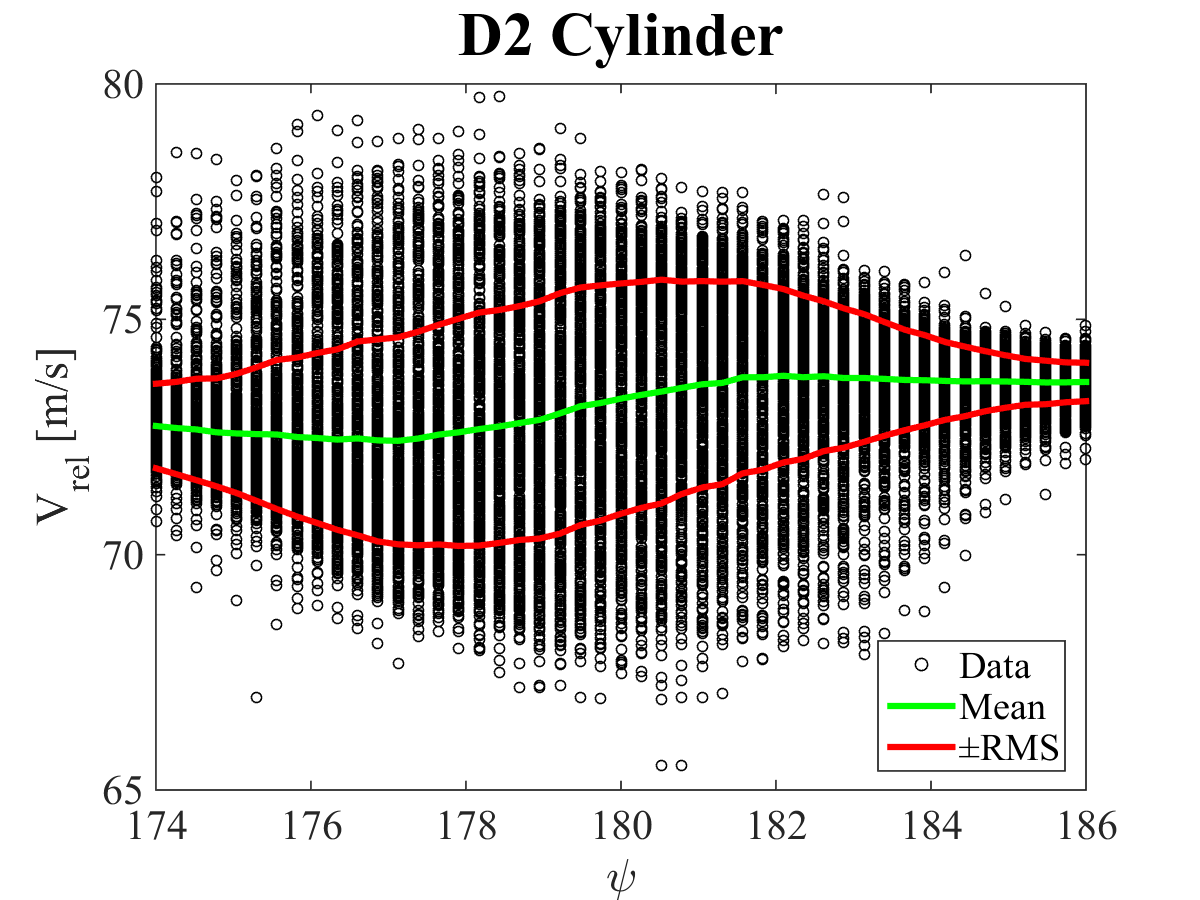 D2 Cylinder
80
75
70
65
V_rel [m/s]
174 176 178 180 182 184 186
ψ
Data
Mean
±RMS